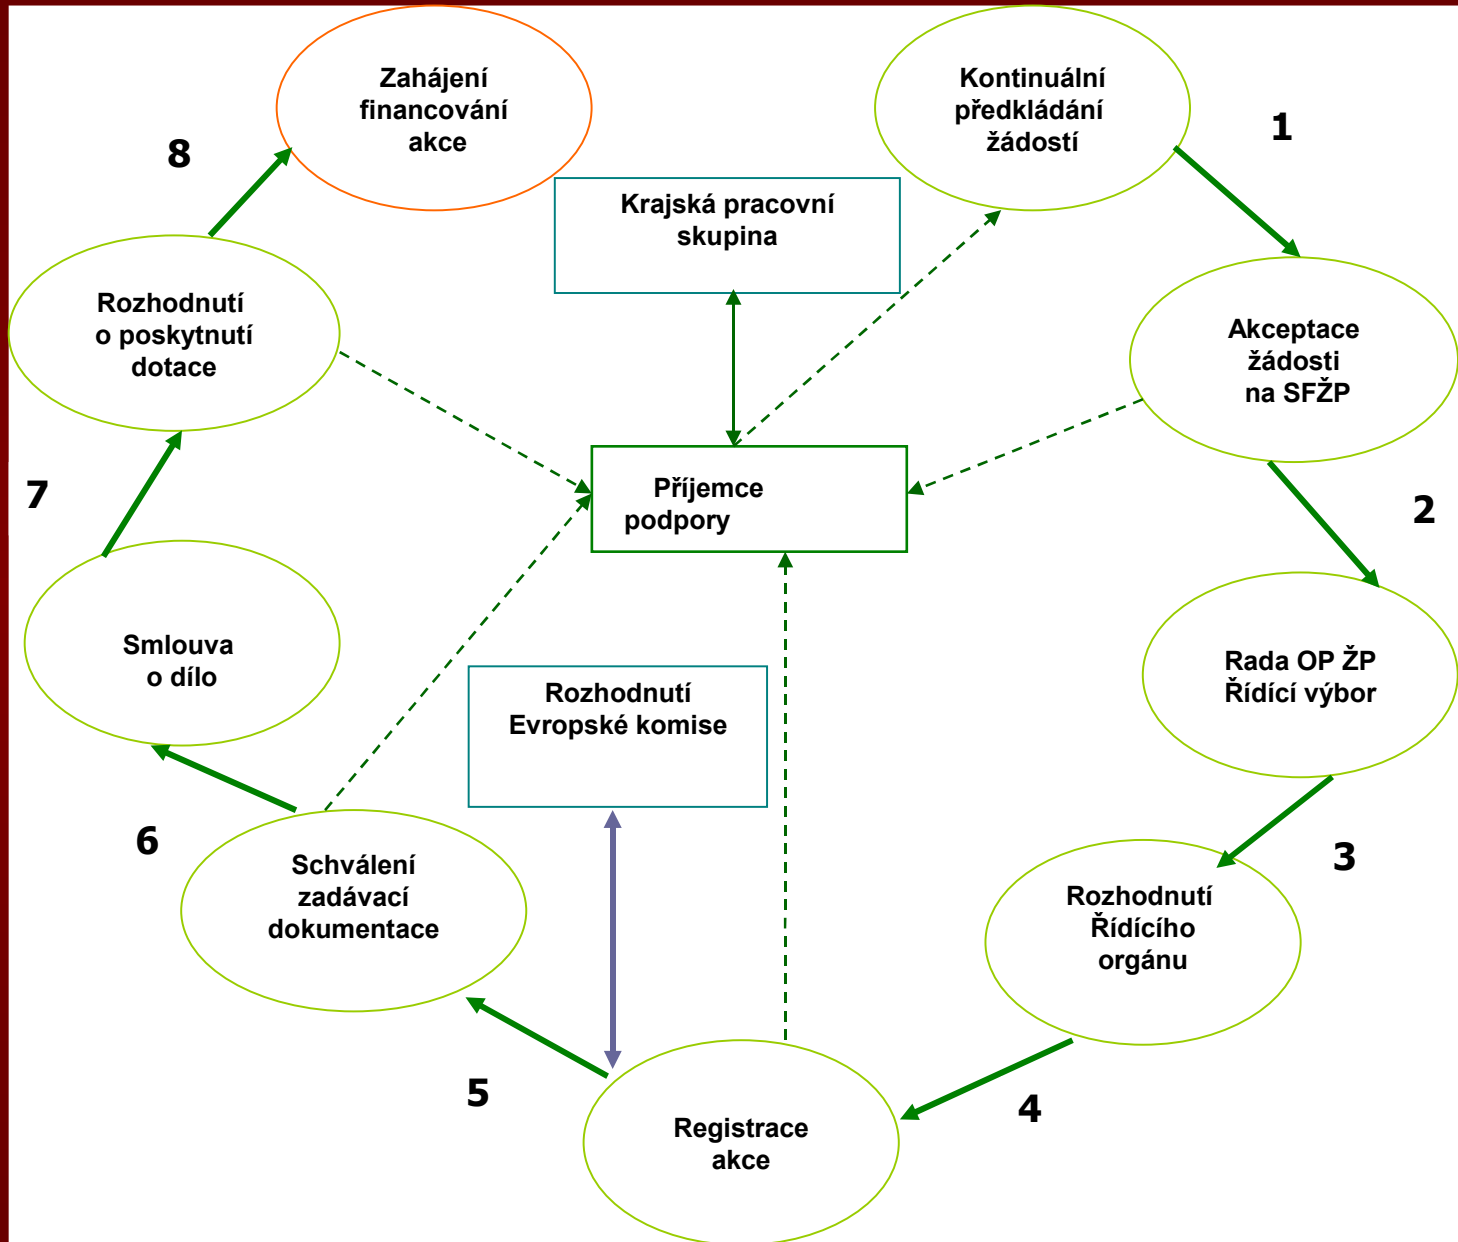 Zahájení
financování
akce
Kontinuální
předkládání
žádostí
1
8
Krajská pracovní
skupina
Rozhodnutí
o poskytnutí
dotace
Akceptace
žádosti
na SFŽP
Příjemce
podpory
7
2
Smlouva
o dílo
Rozhodnutí
Evropské komise
Rada OP ŽP
Řídící výbor
6
3
Schválení
zadávací
dokumentace
Rozhodnutí
Řídícího
orgánu
5
4
Registrace
akce